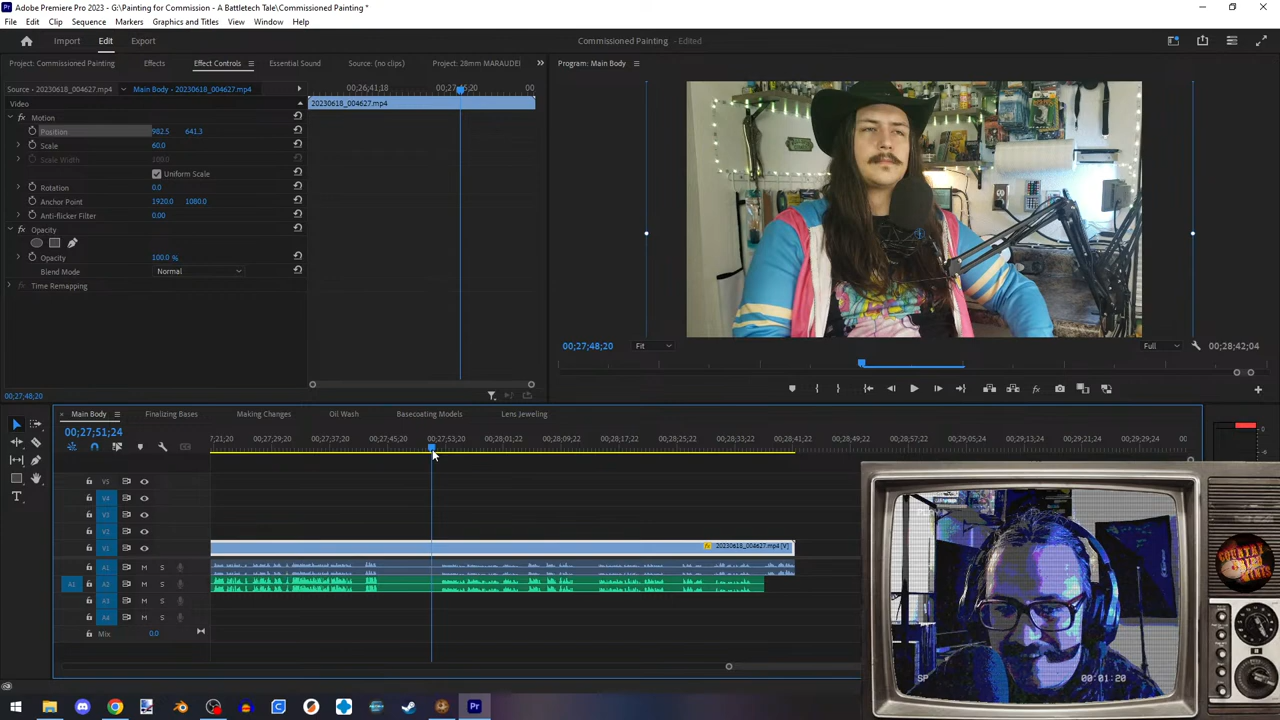 Adobe Premiere Pro 2023 - G:\Painting for Commission - A Battletech Tale\Commissioned Painting *
File Edit Clip Sequence Markers Graphics and Titles View Window Help
Import Edit Export
Commissioned Painting - Edited
Project: Commissioned Painting Effects Effect Controls Essential Sound Source: (no clips) Project: 28mm MARAUDEI
Program: Main Body
Source - 20230618_004627.mp4 Main Body - 20230618_004627.mp4
00;26;41;18
Video
20230618_004627.mp4
Motion
Position 982.5 641.3
Scale 60.0
Scale Width 100.0
Uniform Scale
Rotation 0.0
Anchor Point 1920.0 1080.0
Anti-flicker Filter 0.00
Opacity
Opacity 100.0 %
Blend Mode Normal
Time Remapping
00;27;48;20
00;27;48;20 Fit Full 00;28;42;04
Main Body Finalizing Bases Making Changes Oil Wash Basecoating Models Lens Jeweling
00;27;51;24
7;21;20 00;27;29;20 00;27;37;20 00;27;45;20 00;27;53;20 00;28;01;22 00;28;09;22 00;28;17;22 00;28;25;22 00;28;33;22 00;28;41;22 00;28;49;22 00;28;57;22 00;29;05;24 00;29;13;24 00;29;21;24 00;29;29;24 00;
V5
V4
V3
V2
V1
20230618_004627.mp4 [V]
A1 M S
A1 A2 M S
A3 M S
A4 M S
Mix 0.0
COUNTRY
SP 00:01:20
Pr